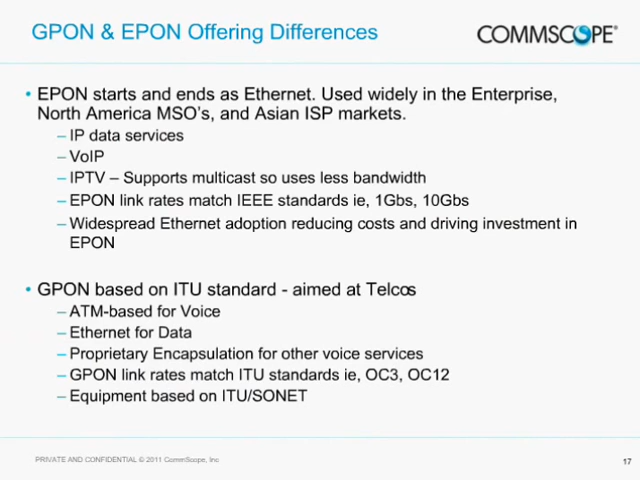 GPON & EPON Offering Differences
COMMSCOPE®
• EPON starts and ends as Ethernet. Used widely in the Enterprise,
North America MSO's, and Asian ISP markets.
– IP data services
– VoIP
– IPTV – Supports multicast so uses less bandwidth
– EPON link rates match IEEE standards ie, 1Gbs, 10Gbs
– Widespread Ethernet adoption reducing costs and driving investment in
EPON
• GPON based on ITU standard - aimed at Telcos
– ATM-based for Voice
– Ethernet for Data
– Proprietary Encapsulation for other voice services
– GPON link rates match ITU standards ie, OC3, OC12
– Equipment based on ITU/SONET
PRIVATE AND CONFIDENTIAL © 2011 CommScope, Inc
17